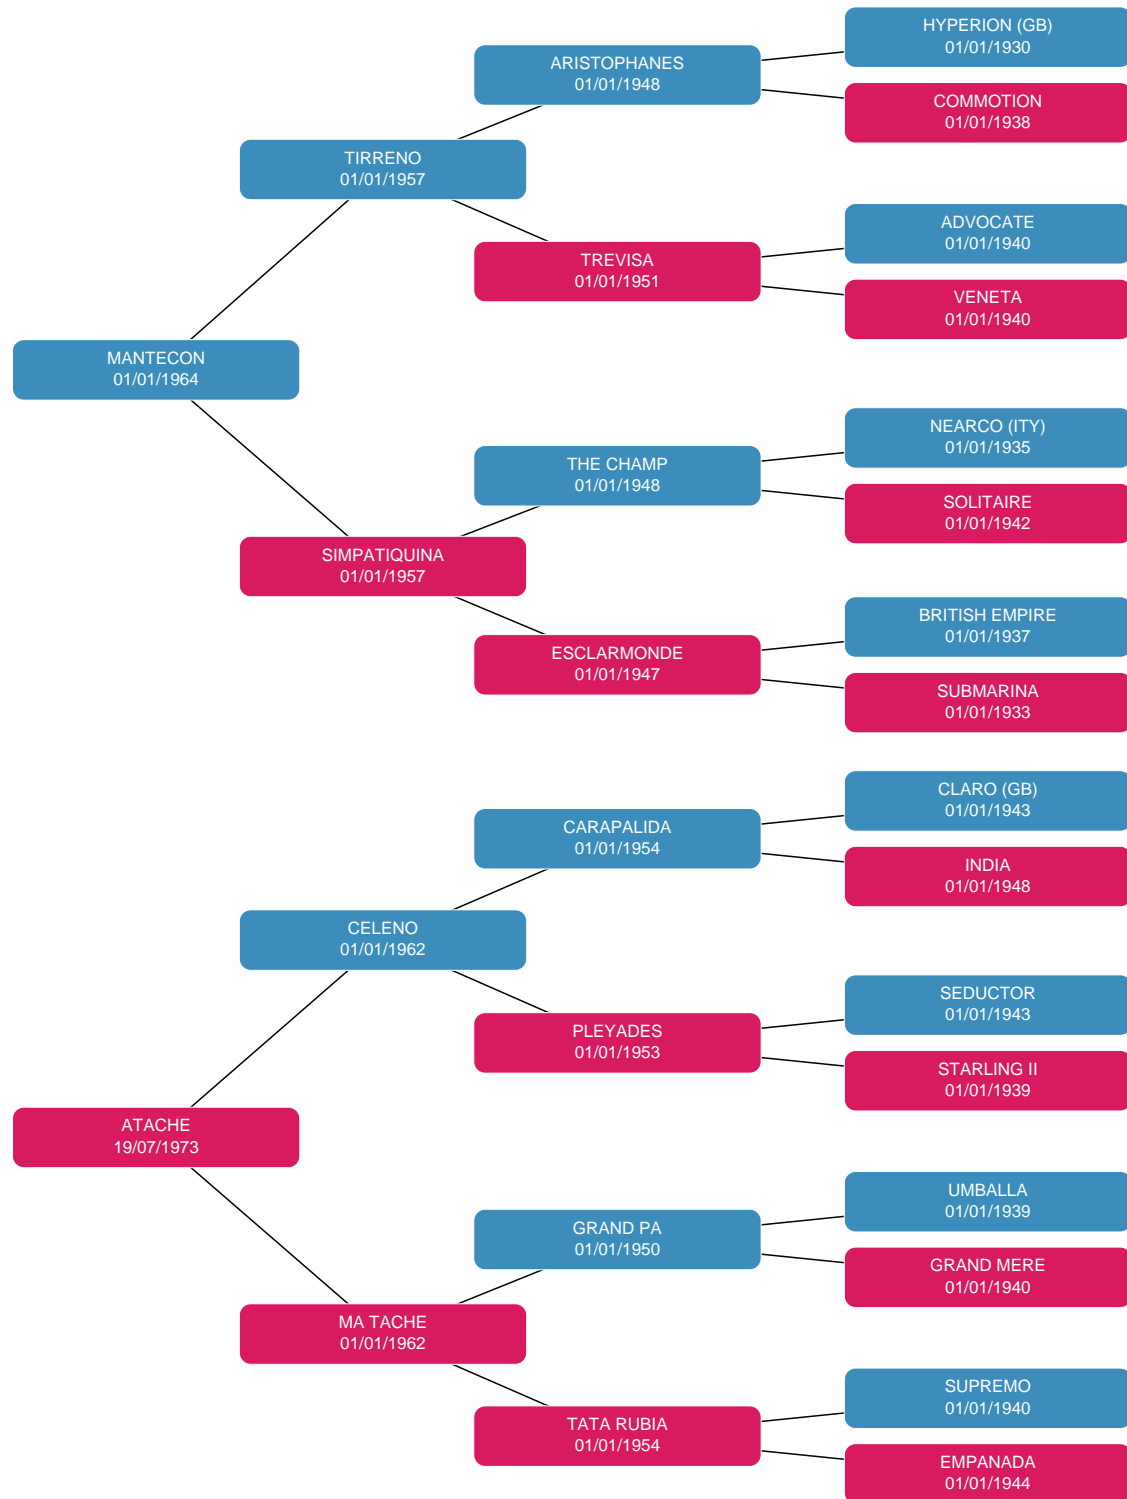 HYPERION (GB)
01/01/1930
ARISTOPHANES
01/01/1948
COMMOTION
01/01/1938
TIRRENO
01/01/1957
ADVOCATE
01/01/1940
TREVISA
01/01/1951
VENETA
01/01/1940
MANTECON
01/01/1964
NEARCO (ITY)
01/01/1935
THE CHAMP
01/01/1948
SOLITAIRE
01/01/1942
SIMPATIQUINA
01/01/1957
BRITISH EMPIRE
01/01/1937
ESCLARMONDE
01/01/1947
SUBMARINA
01/01/1933
CLARO (GB)
01/01/1943
CARAPALIDA
01/01/1954
INDIA
01/01/1948
CELENO
01/01/1962
SEDUCTOR
01/01/1943
PLEYADES
01/01/1953
STARLING II
01/01/1939
ATACHE
19/07/1973
UMBALLA
01/01/1939
GRAND PA
01/01/1950
GRAND MERE
01/01/1940
MA TACHE
01/01/1962
SUPREMO
01/01/1940
TATA RUBIA
01/01/1954
EMPANADA
01/01/1944